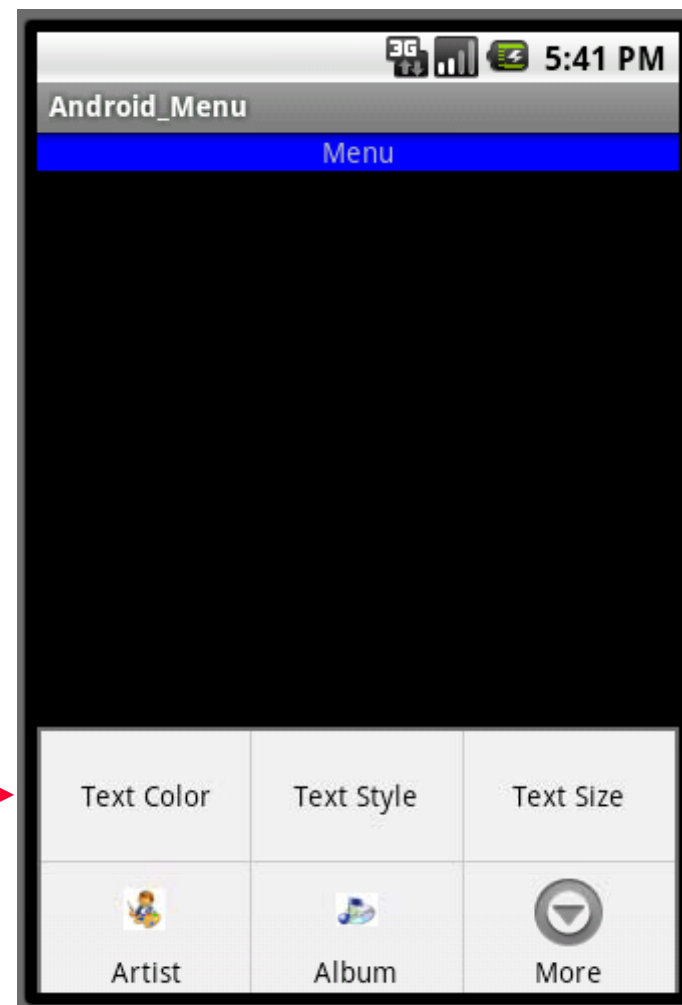 3G 5:41 PM
Android_Menu
Menu
Text Color Text Style Text Size
Artist Album More